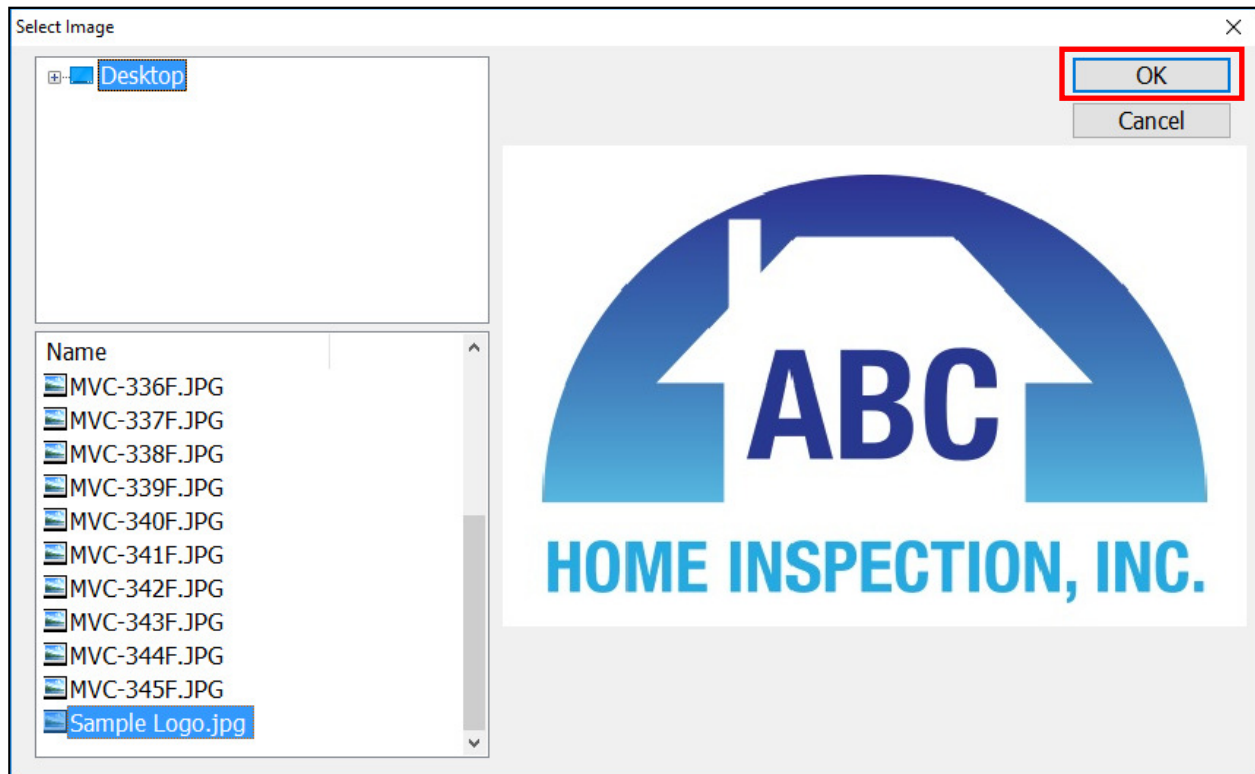 Select Image
Desktop
OK
Cancel
Name
MVC-336F.JPG
MVC-337F.JPG
MVC-338F.JPG
MVC-339F.JPG
MVC-340F.JPG
MVC-341F.JPG
MVC-342F.JPG
MVC-343F.JPG
MVC-344F.JPG
MVC-345F.JPG
Sample Logo.jpg
ABC
HOME INSPECTION, INC.